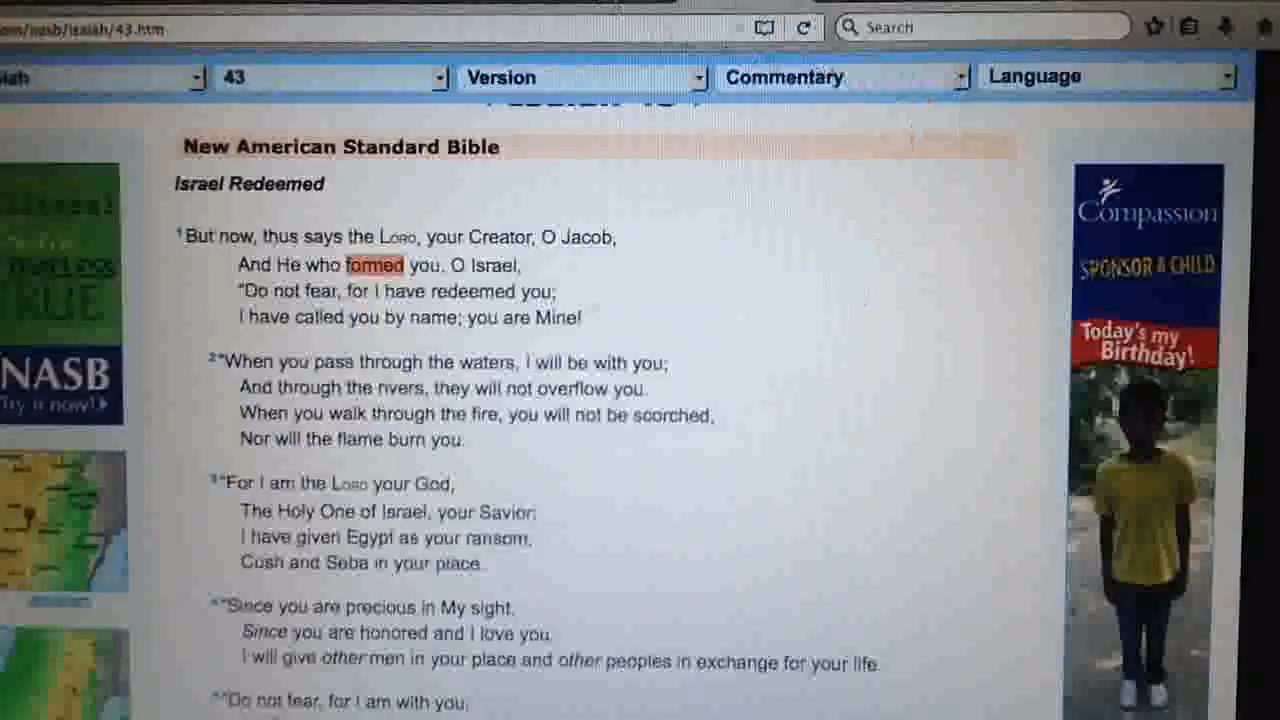 om/nasb/isaiah/43.htm
Search
iah
43
Version
Commentary
Language
New American Standard Bible
Israel Redeemed
1But now, thus says the LORD, your Creator, O Jacob,
And He who formed you, O Israel,
"Do not fear, for I have redeemed you;
I have called you by name; you are Mine!
2"When you pass through the waters, I will be with you;
And through the rivers, they will not overflow you.
When you walk through the fire, you will not be scorched,
Nor will the flame burn you.
3"For I am the LORD your God,
The Holy One of Israel, your Savior;
I have given Egypt as your ransom,
Cush and Seba in your place.
4"Since you are precious in My sight,
Since you are honored and I love you,
I will give other men in your place and other peoples in exchange for your life.
5"Do not fear, for I am with you;
NASB
Try it now!
Compassion
SPONSOR A CHILD
Today's my
Birthday!